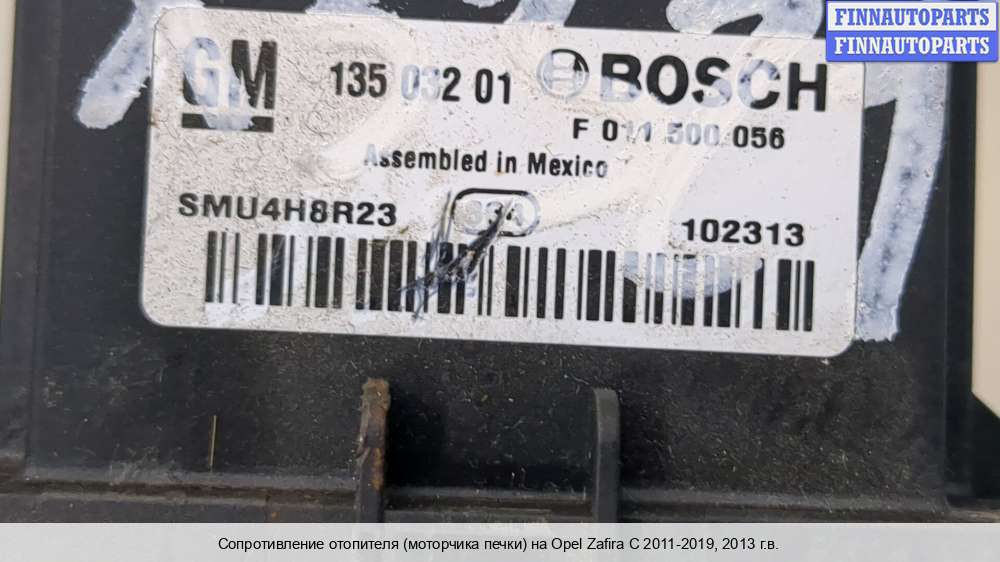 FINNAUTOPARTS
FINNAUTOPARTS
GM 135 032 01 BOSCH
F 011 500 056
Assembled in Mexico
SMU4H8R23 334 102313
Сопротивление отопителя (моторчика печки) на Opel Zafira C 2011-2019, 2013 г.в.